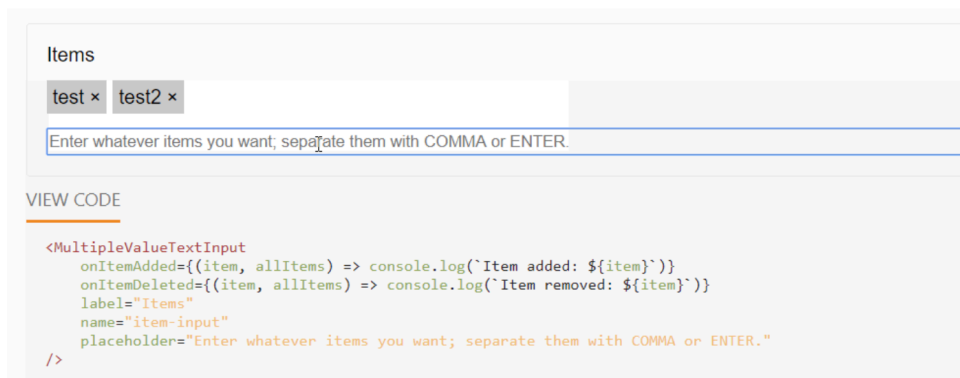 Items
test × test2 ×
Enter whatever items you want; separate them with COMMA or ENTER.
VIEW CODE
<MultipleValueTextInput
onItemAdded={(item, allItems) => console.log(`Item added: ${item}`)}
onItemDeleted={(item, allItems) => console.log(`Item removed: ${item}`)}
label="Items"
name="item-input"
placeholder="Enter whatever items you want; separate them with COMMA or ENTER."
/>